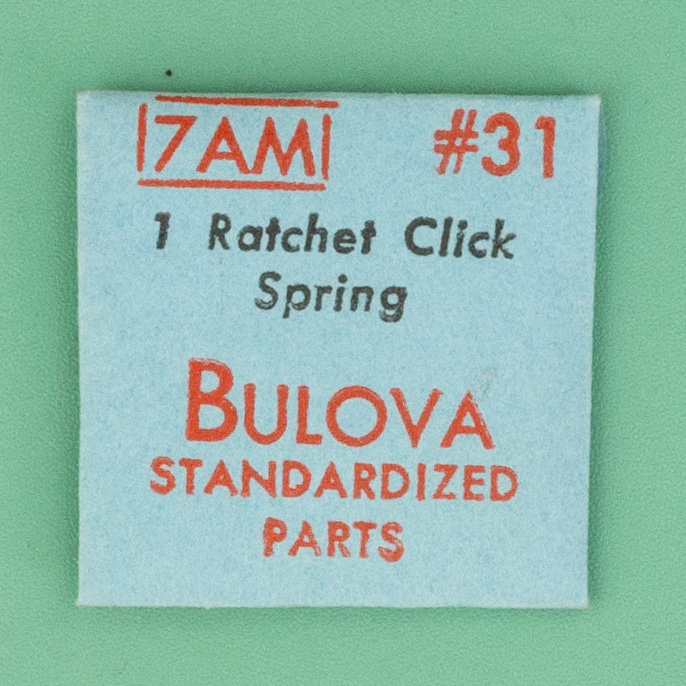 7AM #31
1 Ratchet Click
Spring
BULOVA
STANDARDIZED
PARTS